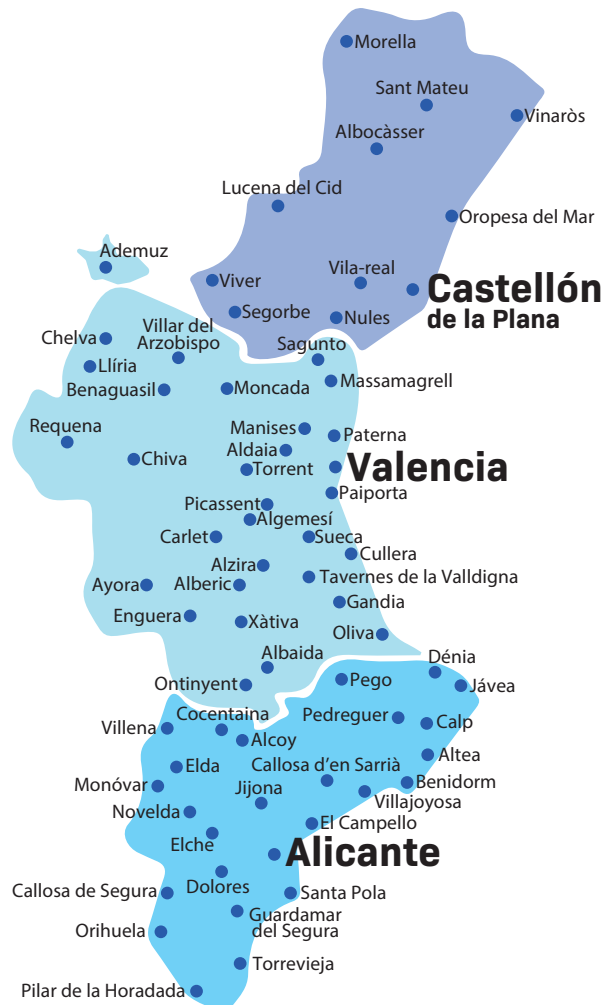 Morella
Sant Mateu
Vinaròs
Albocàsser
Lucena del Cid
Oropesa del Mar
Ademuz
Viver
Vila-real
Castellón
de la Plana
Segorbe
Nules
Chelva
Villar del
Arzobispo
Sagunto
Llíria
Massamagrell
Benaguasil
Moncada
Requena
Manises
Paterna
Aldaia
Chiva
Torrent
Valencia
Paiporta
Picassent
Algemesí
Carlet
Sueca
Cullera
Alzira
Tavernes de la Valldigna
Ayora
Alberic
Gandia
Enguera
Xàtiva
Oliva
Albaida
Dénia
Ontinyent
Pego
Jávea
Cocentaina
Pedreguer
Villena
Calp
Alcoy
Altea
Elda
Callosa d'en Sarrià
Monóvar
Benidorm
Jijona
Villajoyosa
Novelda
El Campello
Elche
Alicante
Dolores
Callosa de Segura
Santa Pola
Guardamar
del Segura
Orihuela
Torrevieja
Pilar de la Horadada